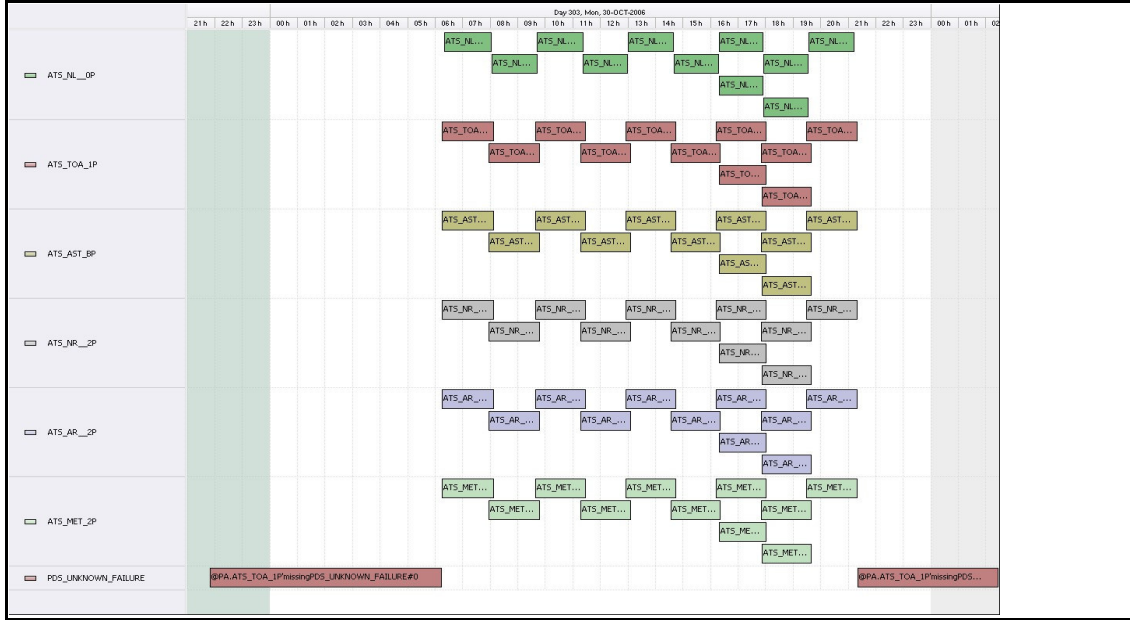 Day 303, Mon, 30-OCT-2006
21 h 22 h 23 h 00 h 01 h 02 h 03 h 04 h 05 h 06 h 07 h 08 h 09 h 10 h 11 h 12 h 13 h 14 h 15 h 16 h 17 h 18 h 19 h 20 h 21 h 22 h 23 h 00 h 01 h 02
ATS_NL... ATS_NL... ATS_NL... ATS_NL... ATS_NL...
ATS_NL... ATS_NL... ATS_NL... ATS_NL...
ATS_NL__0P
ATS_NL...
ATS_NL...
ATS_TOA... ATS_TOA... ATS_TOA... ATS_TOA... ATS_TOA...
ATS_TOA... ATS_TOA... ATS_TOA... ATS_TOA...
ATS_TOA_1P
ATS_TO...
ATS_TOA...
ATS_AST... ATS_AST... ATS_AST... ATS_AST... ATS_AST...
ATS_AST... ATS_AST... ATS_AST... ATS_AST...
ATS_AST_BP
ATS_AS...
ATS_AST...
ATS_NR_... ATS_NR_... ATS_NR_... ATS_NR_... ATS_NR_...
ATS_NR_... ATS_NR_... ATS_NR_... ATS_NR_...
ATS_NR__2P
ATS_NR...
ATS_NR_...
ATS_AR_... ATS_AR_... ATS_AR_... ATS_AR_... ATS_AR_...
ATS_AR_... ATS_AR_... ATS_AR_... ATS_AR_...
ATS_AR__2P
ATS_AR...
ATS_AR_...
ATS_MET... ATS_MET... ATS_MET... ATS_MET... ATS_MET...
ATS_MET... ATS_MET... ATS_MET... ATS_MET...
ATS_MET_2P
ATS_ME...
ATS_MET...
PDS_UNKNOWN_FAILURE @PA.ATS_TOA_1P'missingPDS_UNKNOWN_FAILURE#0 @PA.ATS_TOA_1P'missingPDS...